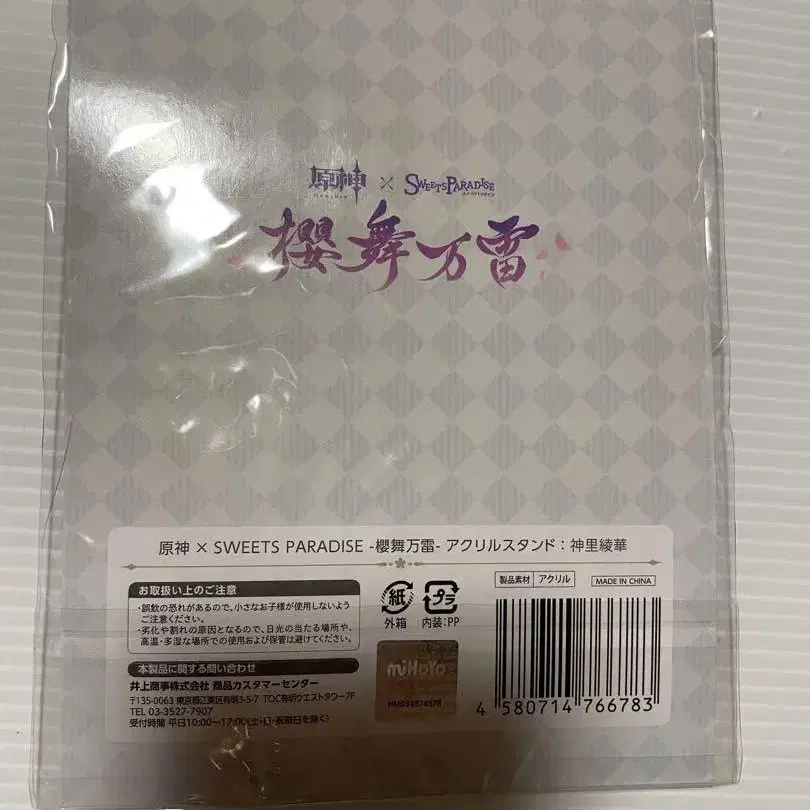 原神 × SWEETS PARADISE
櫻舞万雷
原神 × SWEETS PARADISE -櫻舞万雷- アクリルスタンド：神里綾華
お取扱い上のご注意
・誤飲の恐れがあるので、小さなお子様が使用しないよう
ご注意ください。
・劣化や割れの原因となるので、日光の当たる場所や、
高温・多湿な場所での使用および保管は避けてください。
本製品に関する問い合わせ
井上商事株式会社 商品カスタマーセンター
〒135-0063 東京都江東区有明3-5-7 TOC有明ウエストタワー7F
TEL 03-3527-7907
受付時間 平日10:00～17:00(土・日・祝祭日を除く)
紙 プラ
外箱 内装:PP
miHoYo
HM034374378
製品素材 アクリル MADE IN CHINA
4 580714 766783